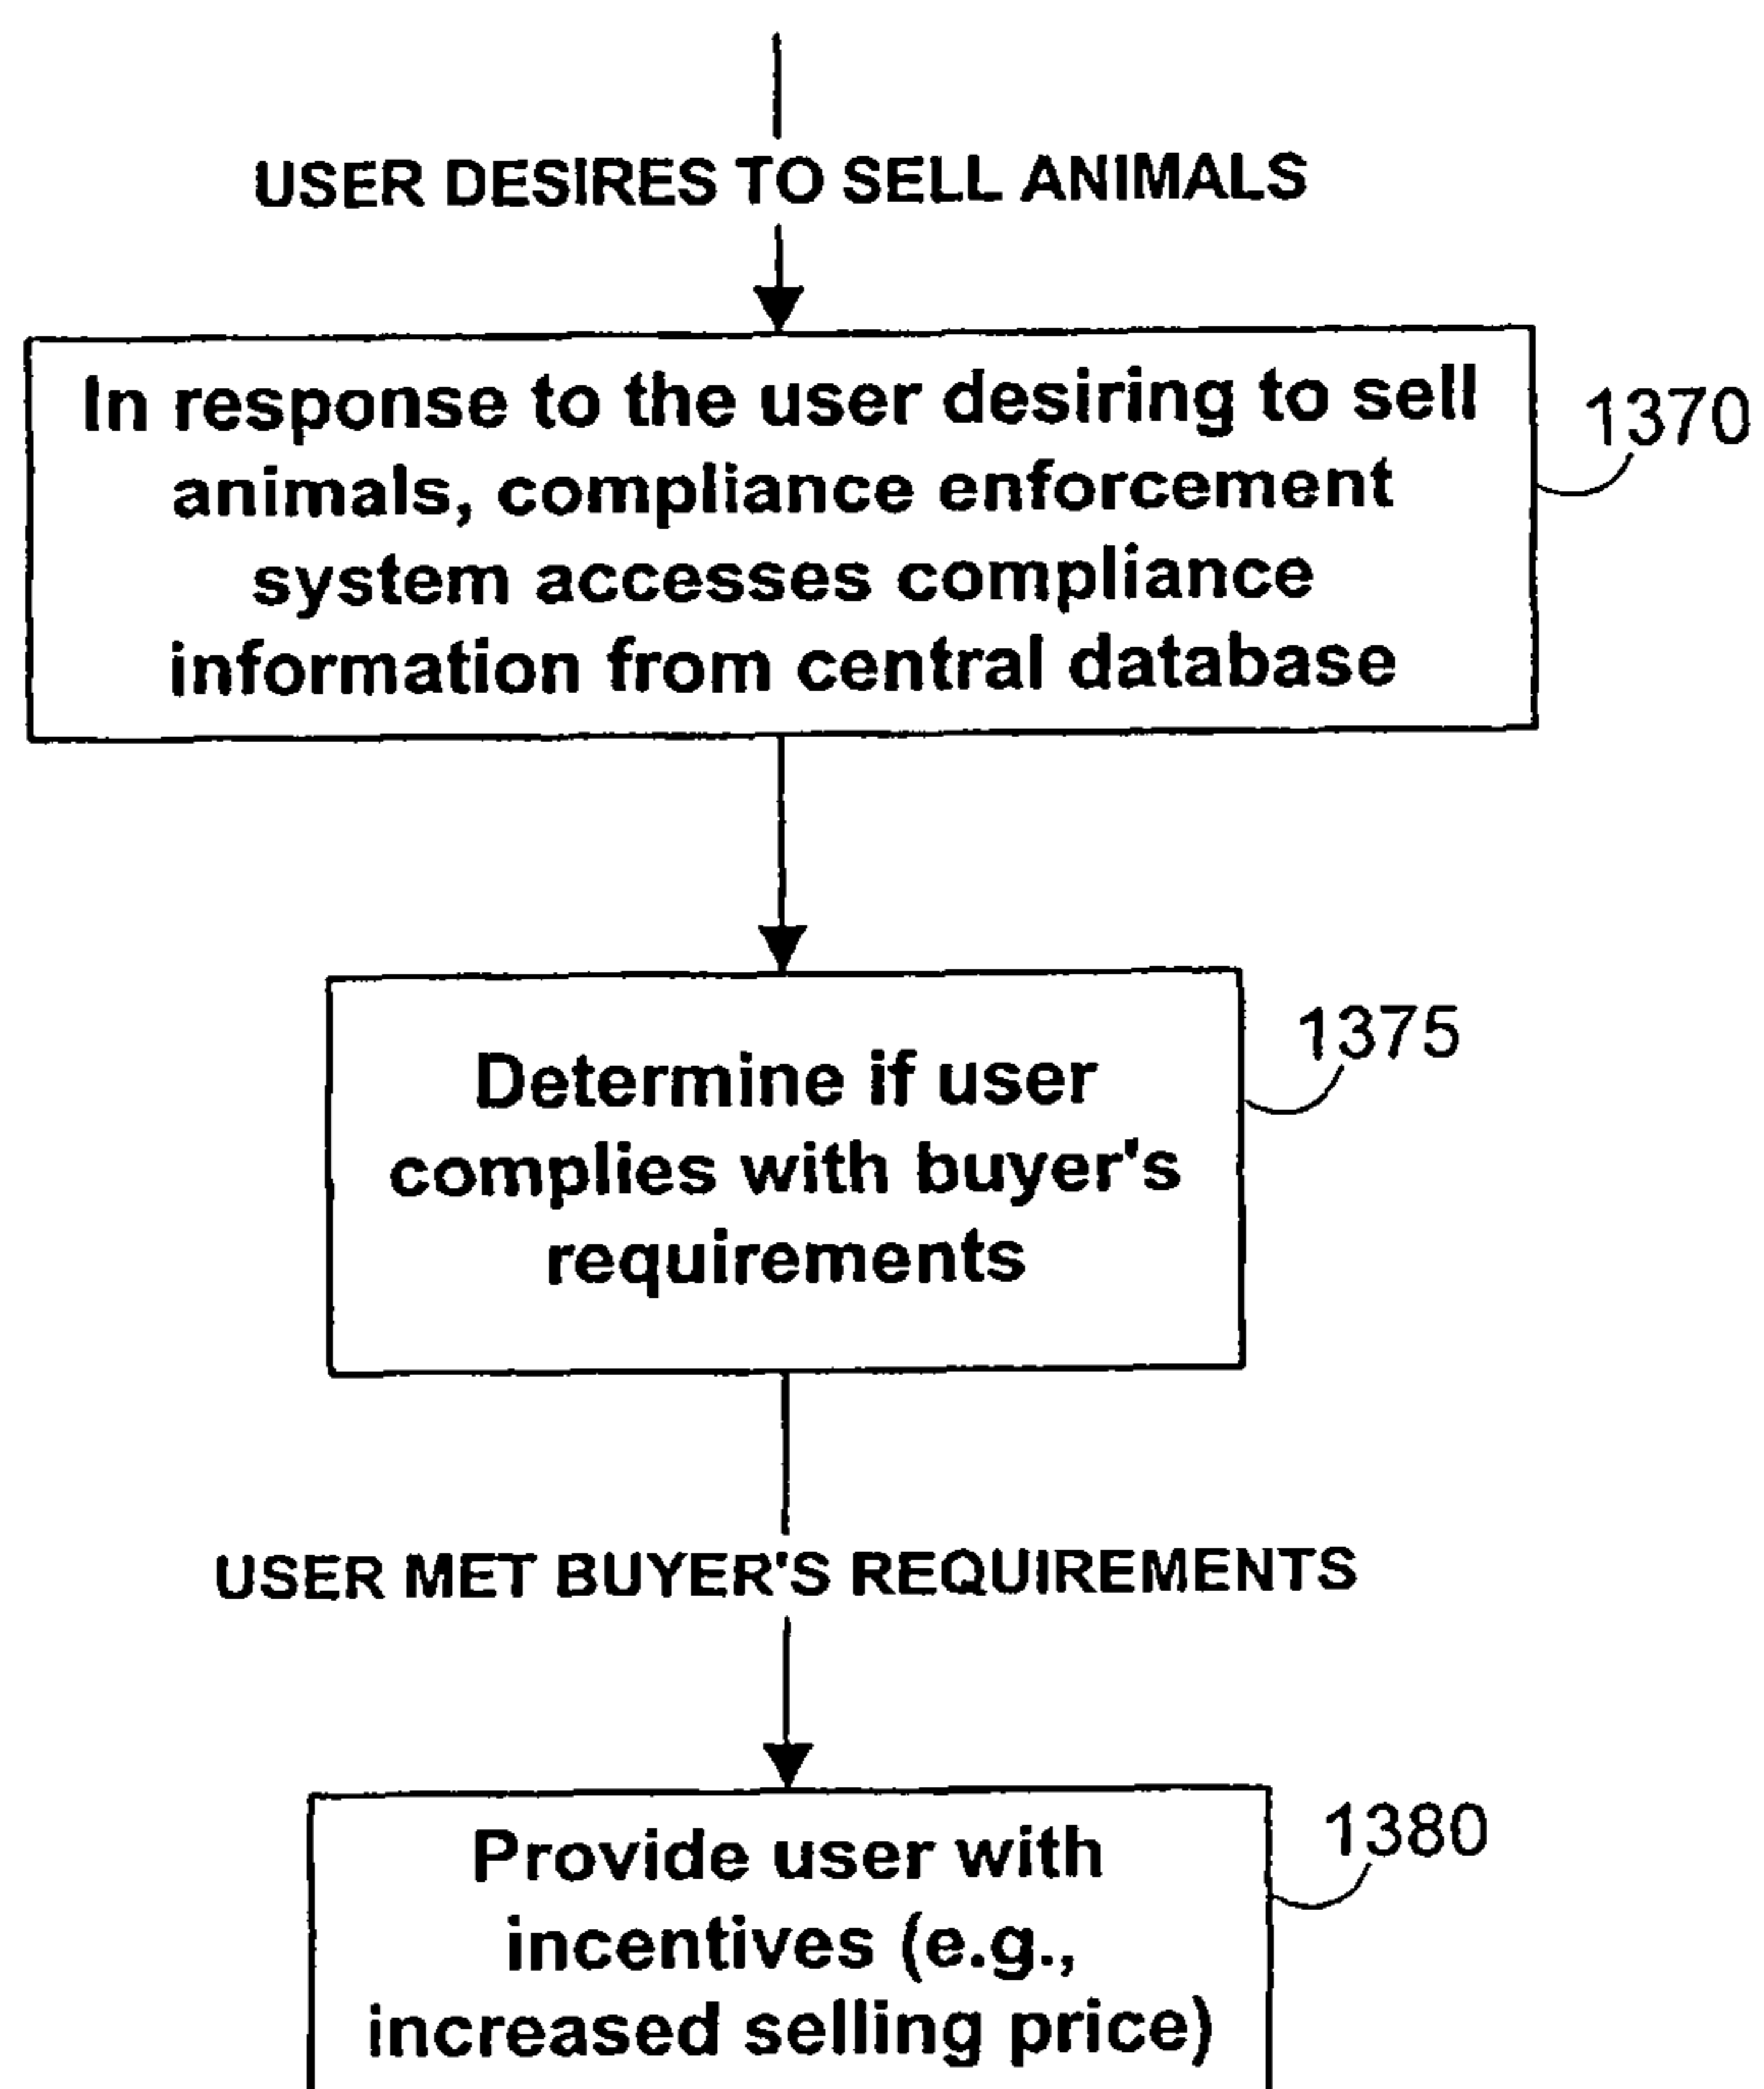 USER DESIRES TO SELL ANIMALS
In response to the user desiring to sell
animals, compliance enforcement
system accesses compliance
information from central database
1370
Determine if user
complies with buyer's
requirements
1375
USER MET BUYER'S REQUIREMENTS
Provide user with
incentives (e.g.,
increased selling price)
1380